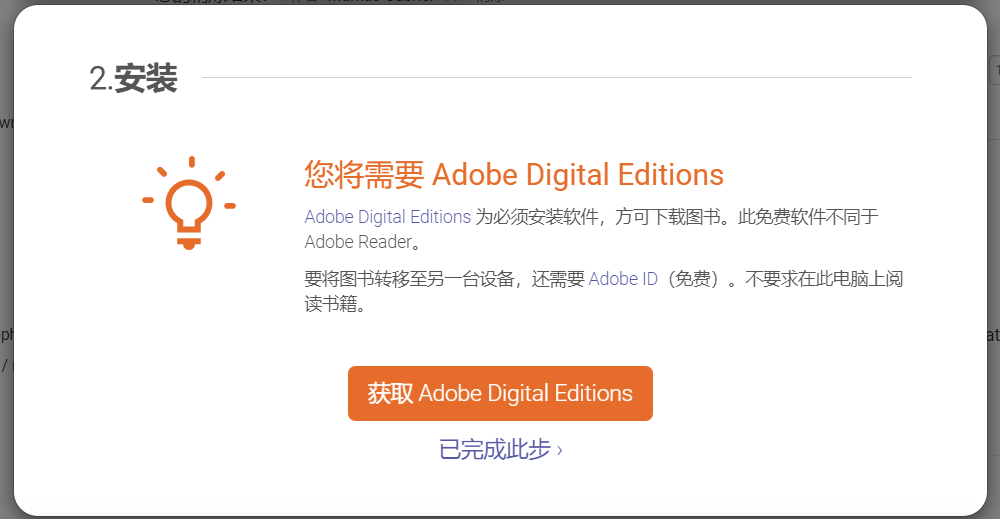 2.安装
您将需要 Adobe Digital Editions
Adobe Digital Editions 为必须安装软件，方可下载图书。此免费软件不同于
Adobe Reader。
要将图书转移至另一台设备，还需要 Adobe ID（免费）。不要求在此电脑上阅
读书籍。
获取 Adobe Digital Editions
已完成此步 ›